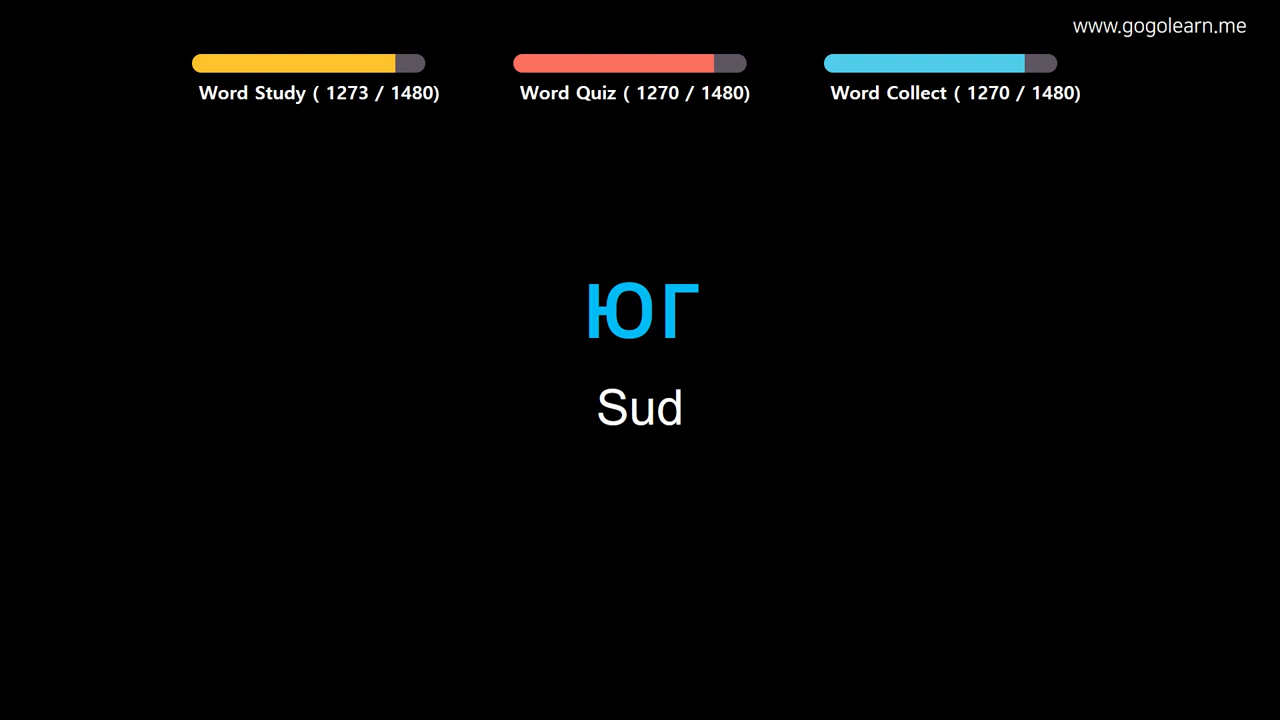 www.gogolearn.me
Word Study ( 1273 / 1480)
Word Quiz ( 1270 / 1480)
Word Collect ( 1270 / 1480)
юг
Sud